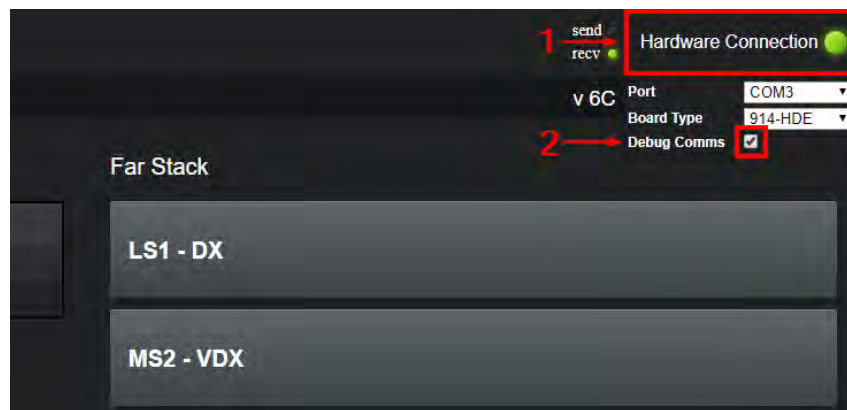 send
1 Hardware Connection
recv
v 6C Port COM3
Board Type 914-HDE
2 Debug Comms
Far Stack
LS1 - DX
MS2 - VDX